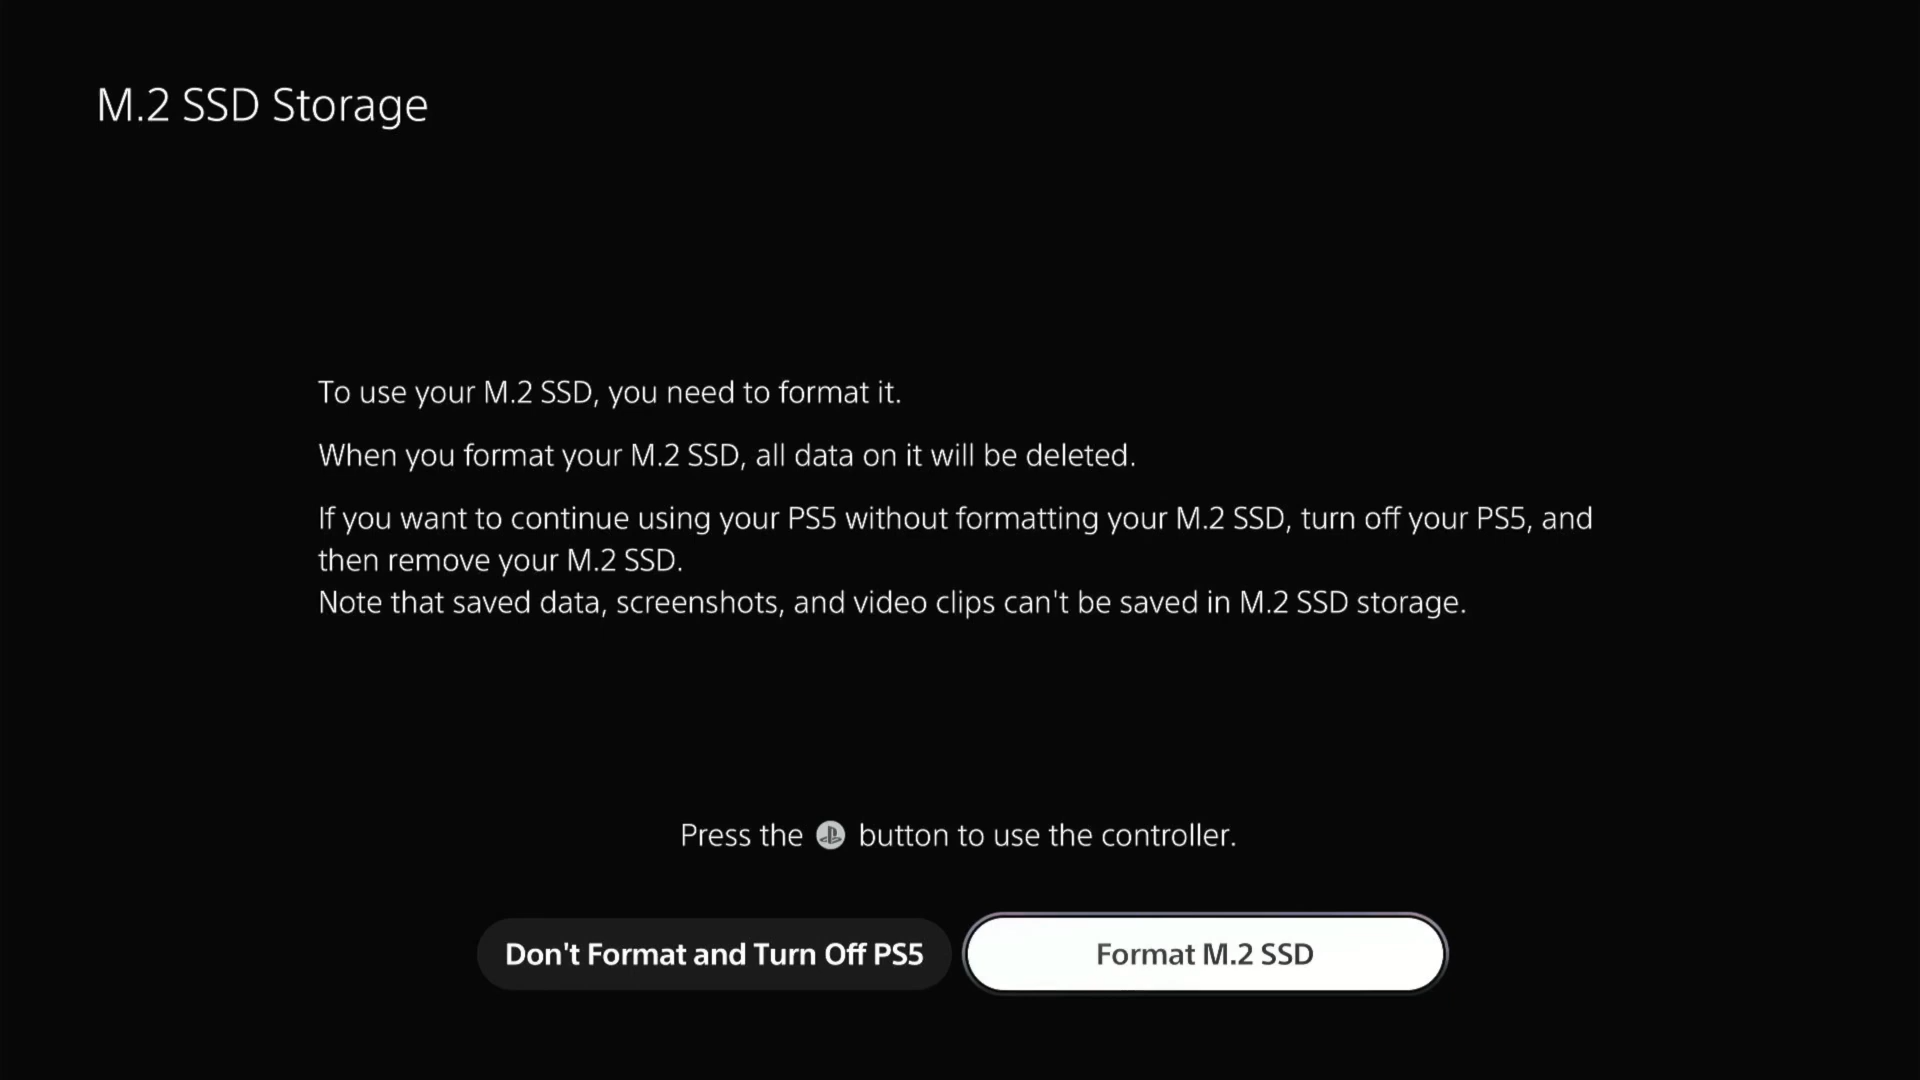 M.2 SSD Storage
To use your M.2 SSD, you need to format it.
When you format your M.2 SSD, all data on it will be deleted.
If you want to continue using your PS5 without formatting your M.2 SSD, turn off your PS5, and
then remove your M.2 SSD.
Note that saved data, screenshots, and video clips can't be saved in M.2 SSD storage.
Press the button to use the controller.
Don't Format and Turn Off PS5
Format M.2 SSD